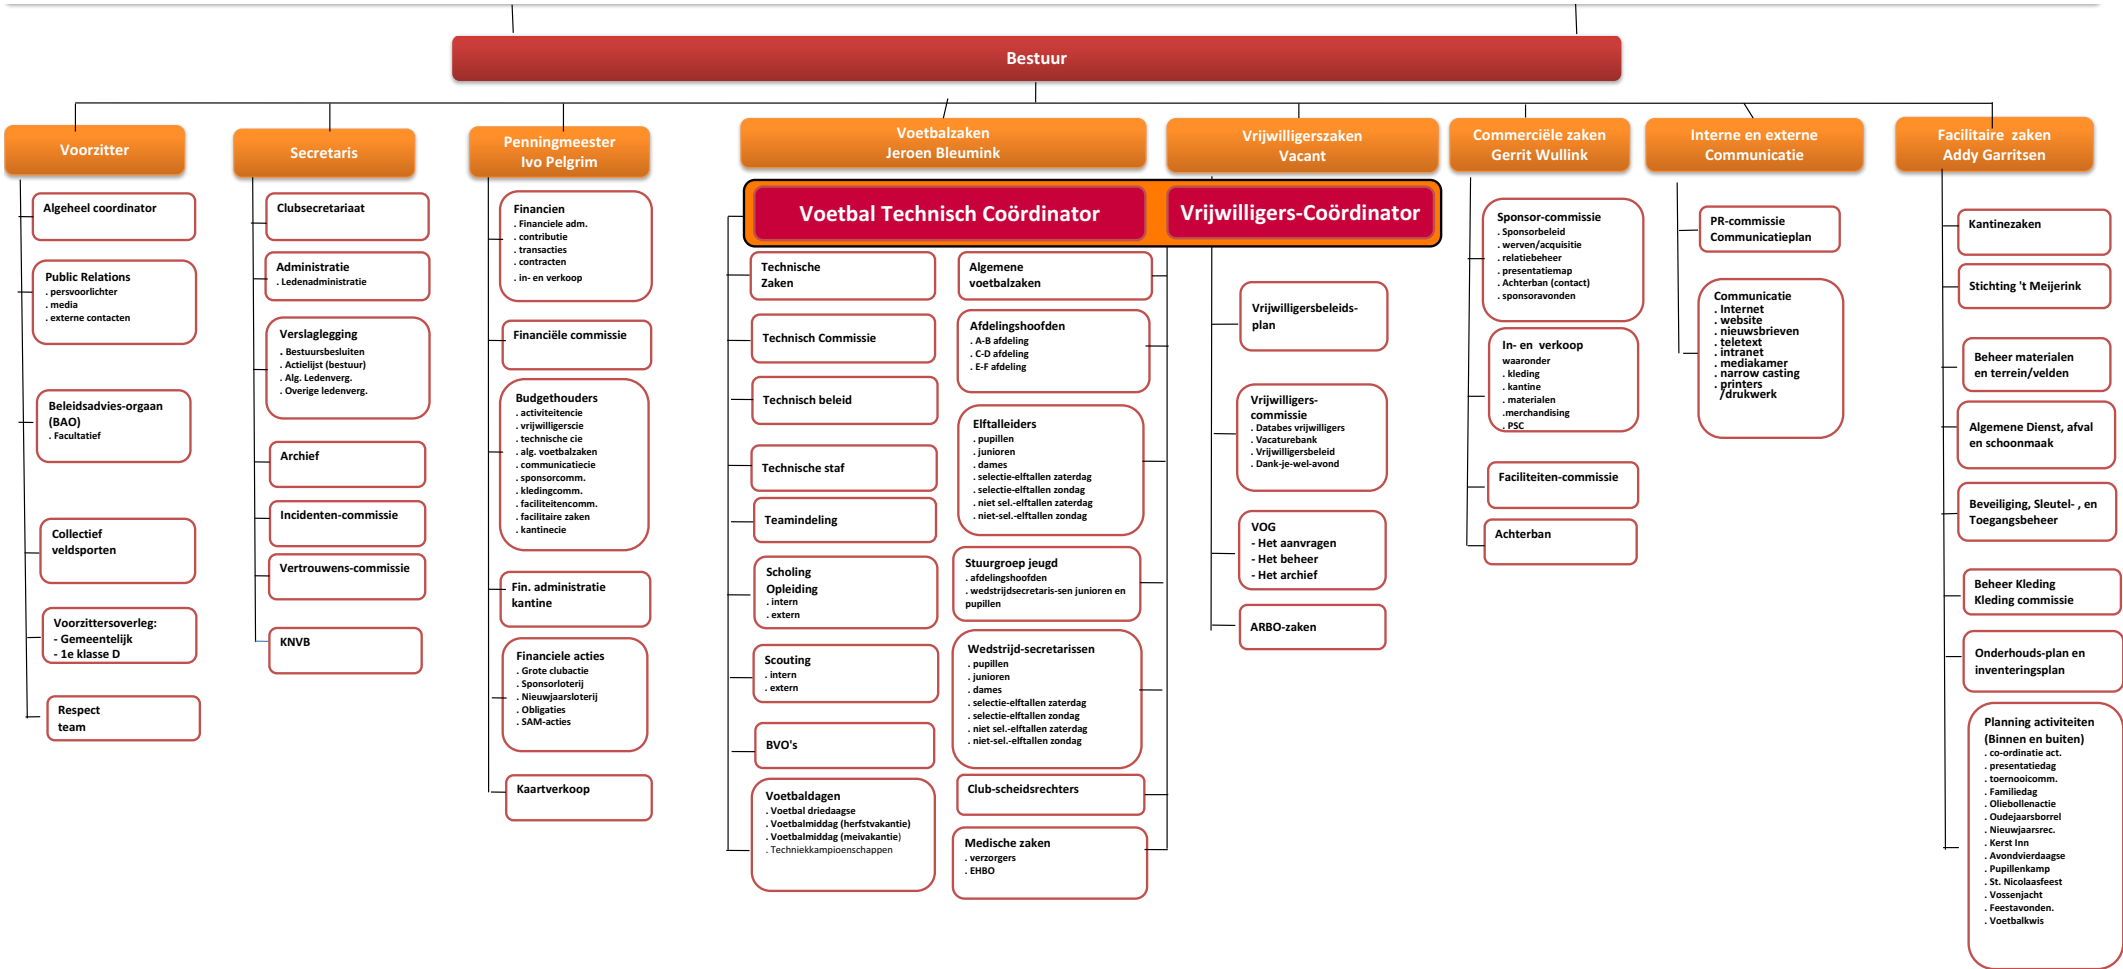 Bestuur
Voorzitter
Algeheel coordinator
Public Relations
. persvoorlichter
. media
. externe contacten
Beleidsadvies-orgaan
(BAO)
. Facultatief
Collectief
veldsporten
Voorzittersoverleg:
- Gemeentelijk
- 1e klasse D
Respect
team
Secretaris
Clubsecretariaat
Administratie
. Ledenadministratie
Verslaglegging
. Bestuursbesluiten
. Actielijst (bestuur)
. Alg. Ledenverg.
. Overige ledenverg.
Archief
Incidenten-commissie
Vertrouwens-commissie
KNVB
Penningmeester
Ivo Pelgrim
Financien
. Financiele adm.
. contributie
. transacties
. contracten
. in- en verkoop
Financiële commissie
Budgethouders
. activiteitencie
. vrijwilligerscie
. technische cie
. alg. voetbalzaken
. communicatiecie
. sponsorcomm.
. kledingcomm.
. faciliteitencomm.
. facilitaire zaken
. kantinecie
Fin. administratie
kantine
Financiele acties
. Grote clubactie
. Sponsorloterij
. Nieuwjaarsloterij
. Obligaties
. SAM-acties
Kaartverkoop
Voetbalzaken
Jeroen Bleumink
Voetbal Technisch Coördinator
Technische
Zaken
Technisch Commissie
Technisch beleid
Technische staf
Teamindeling
Scholing
Opleiding
. intern
. extern
Scouting
. intern
. extern
BVO's
Voetbaldagen
. Voetbal driedaagse
. Voetbalmiddag (herfstvakantie)
. Voetbalmiddag (meivakantie)
. Techniekkampioenschappen
Algemene
voetbalzaken
Afdelingshoofden
. A-B afdeling
. C-D afdeling
. E-F afdeling
Elftalleiders
. pupillen
. junioren
. dames
. selectie-elftallen zaterdag
. selectie-elftallen zondag
. niet sel.-elftallen zaterdag
. niet-sel.-elftallen zondag
Stuurgroep jeugd
. afdelingshoofden
. wedstrijdsecretaris-sen junioren en
pupillen
Wedstrijd-secretarissen
. pupillen
. junioren
. dames
. selectie-elftallen zaterdag
. selectie-elftallen zondag
. niet sel.-elftallen zaterdag
. niet-sel.-elftallen zondag
Club-scheidsrechters
Medische zaken
. verzorgers
. EHBO
Vrijwilligerszaken
Vacant
Vrijwilligers-Coördinator
Vrijwilligersbeleids-
plan
Vrijwilligers-
commissie
. Databes vrijwilligers
. Vacaturebank
. Vrijwilligersbeleid
. Dank-je-wel-avond
VOG
- Het aanvragen
- Het beheer
- Het archief
ARBO-zaken
Commerciële zaken
Gerrit Wullink
Sponsor-commissie
. Sponsorbeleid
. werven/acquisitie
. relatiebeheer
. presentatiemap
. Achterban (contact)
. sponsoravonden
In- en verkoop
waaronder
. kleding
. kantine
. materialen
.merchandising
. PSC
Faciliteiten-commissie
Achterban
Interne en externe
Communicatie
PR-commissie
Communicatieplan
Communicatie
. Internet
. website
. nieuwsbrieven
. teletext
. intranet
. mediakamer
. narrow casting
. printers
/drukwerk
Facilitaire zaken
Addy Garritsen
Kantinezaken
Stichting 't Meijerink
Beheer materialen
en terrein/velden
Algemene Dienst, afval
en schoonmaak
Beveiliging, Sleutel- , en
Toegangsbeheer
Beheer Kleding
Kleding commissie
Onderhouds-plan en
inventeringsplan
Planning activiteiten
(Binnen en buiten)
. co-ordinatie act.
. presentatiedag
. toernooicomm.
. Familiedag
. Oliebollenactie
. Oudejaarsborrel
. Nieuwjaarsrec.
. Kerst Inn
. Avondvierdaagse
. Pupillenkamp
. St. Nicolaasfeest
. Vossenjacht
. Feestavonden.
. Voetbalkwis